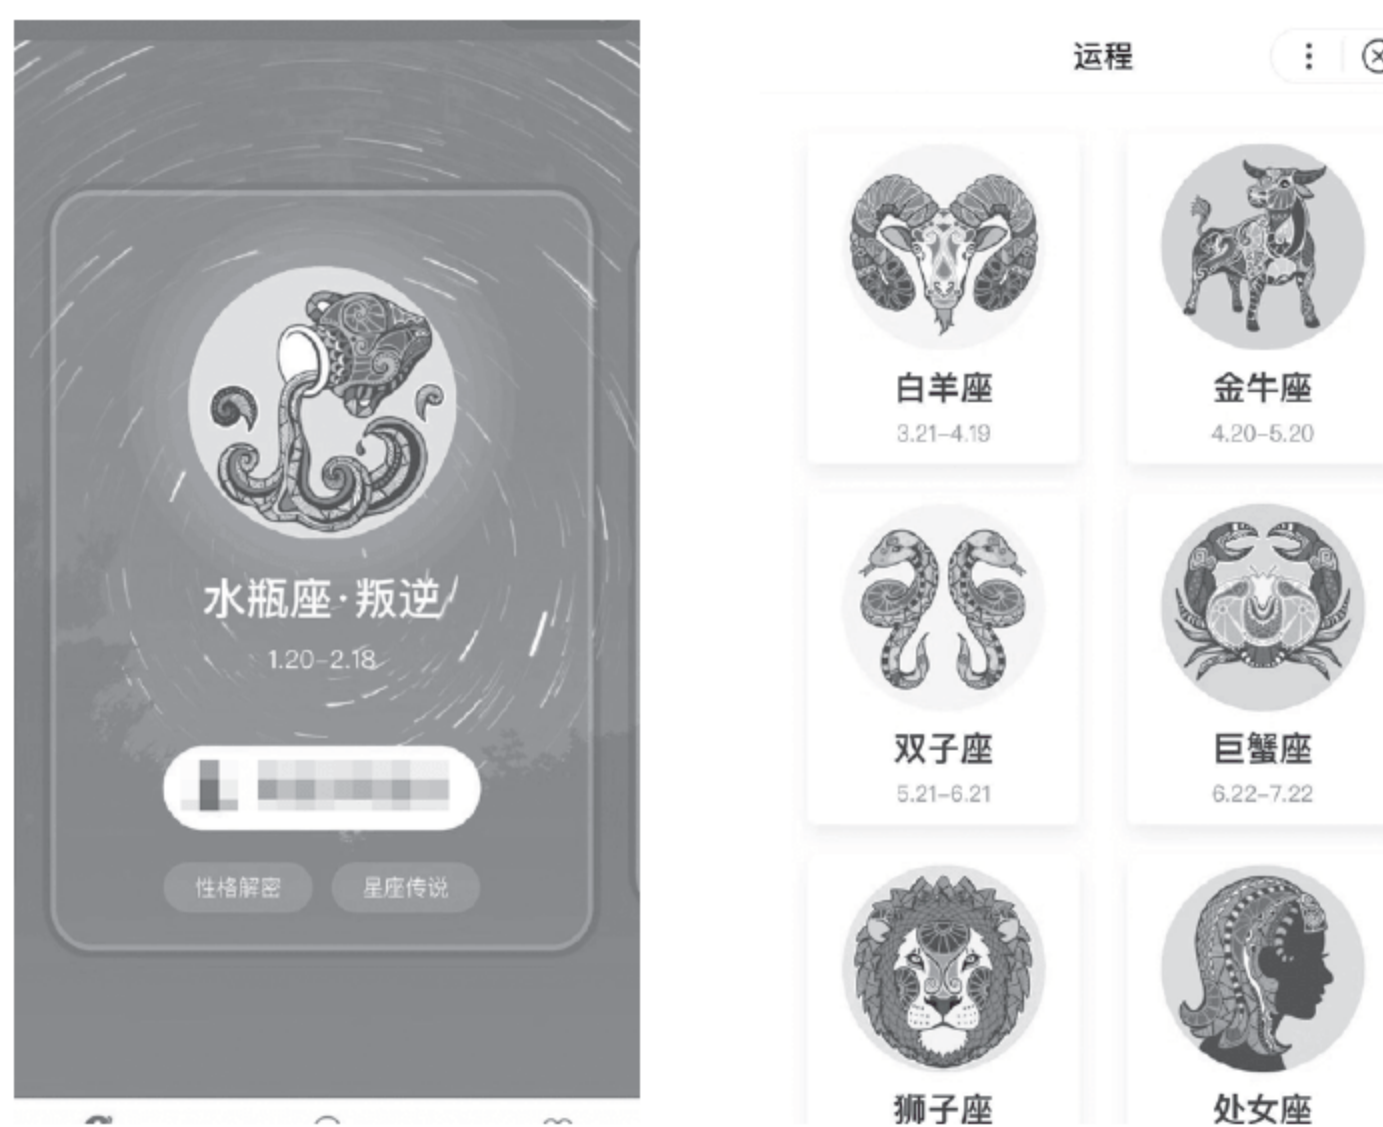 水瓶座·叛逆
1.20-2.18
性格解密
星座传说
运程
白羊座
3.21-4.19
金牛座
4.20-5.20
双子座
5.21-6.21
巨蟹座
6.22-7.22
狮子座
处女座